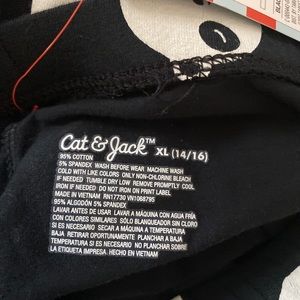 Cat & Jack™ XL (14/16)
95% COTTON
5% SPANDEX WASH BEFORE WEAR MACHINE WASH
COLD WITH LIKE COLORS ONLY NON-CHLORINE BLEACH
IF NEEDED TUMBLE DRY LOW REMOVE PROMPTLY COOL
IRON IF NEEDED DO NOT IRON ON PRINT LABEL
MADE IN VIETNAM RN17730 VN1088795
95% ALGODÓN 5% SPANDEX
LAVAR ANTES DE USAR LAVAR A MÁQUINA CON AGUA FRÍA
CON COLORES SIMILARES SÓLO BLANQUEADOR SIN CLORO
SI ES NECESARIO SECAR A MÁQUINA A TEMPERATURA
BAJA RETIRAR OPORTUNAMENTE PLANCHAR A BAJA
TEMPERATURA SI ES NECESARIO NO PLANCHAR SOBRE
LA ETIQUETA IMPRESA. HECHO EN VIETNAM